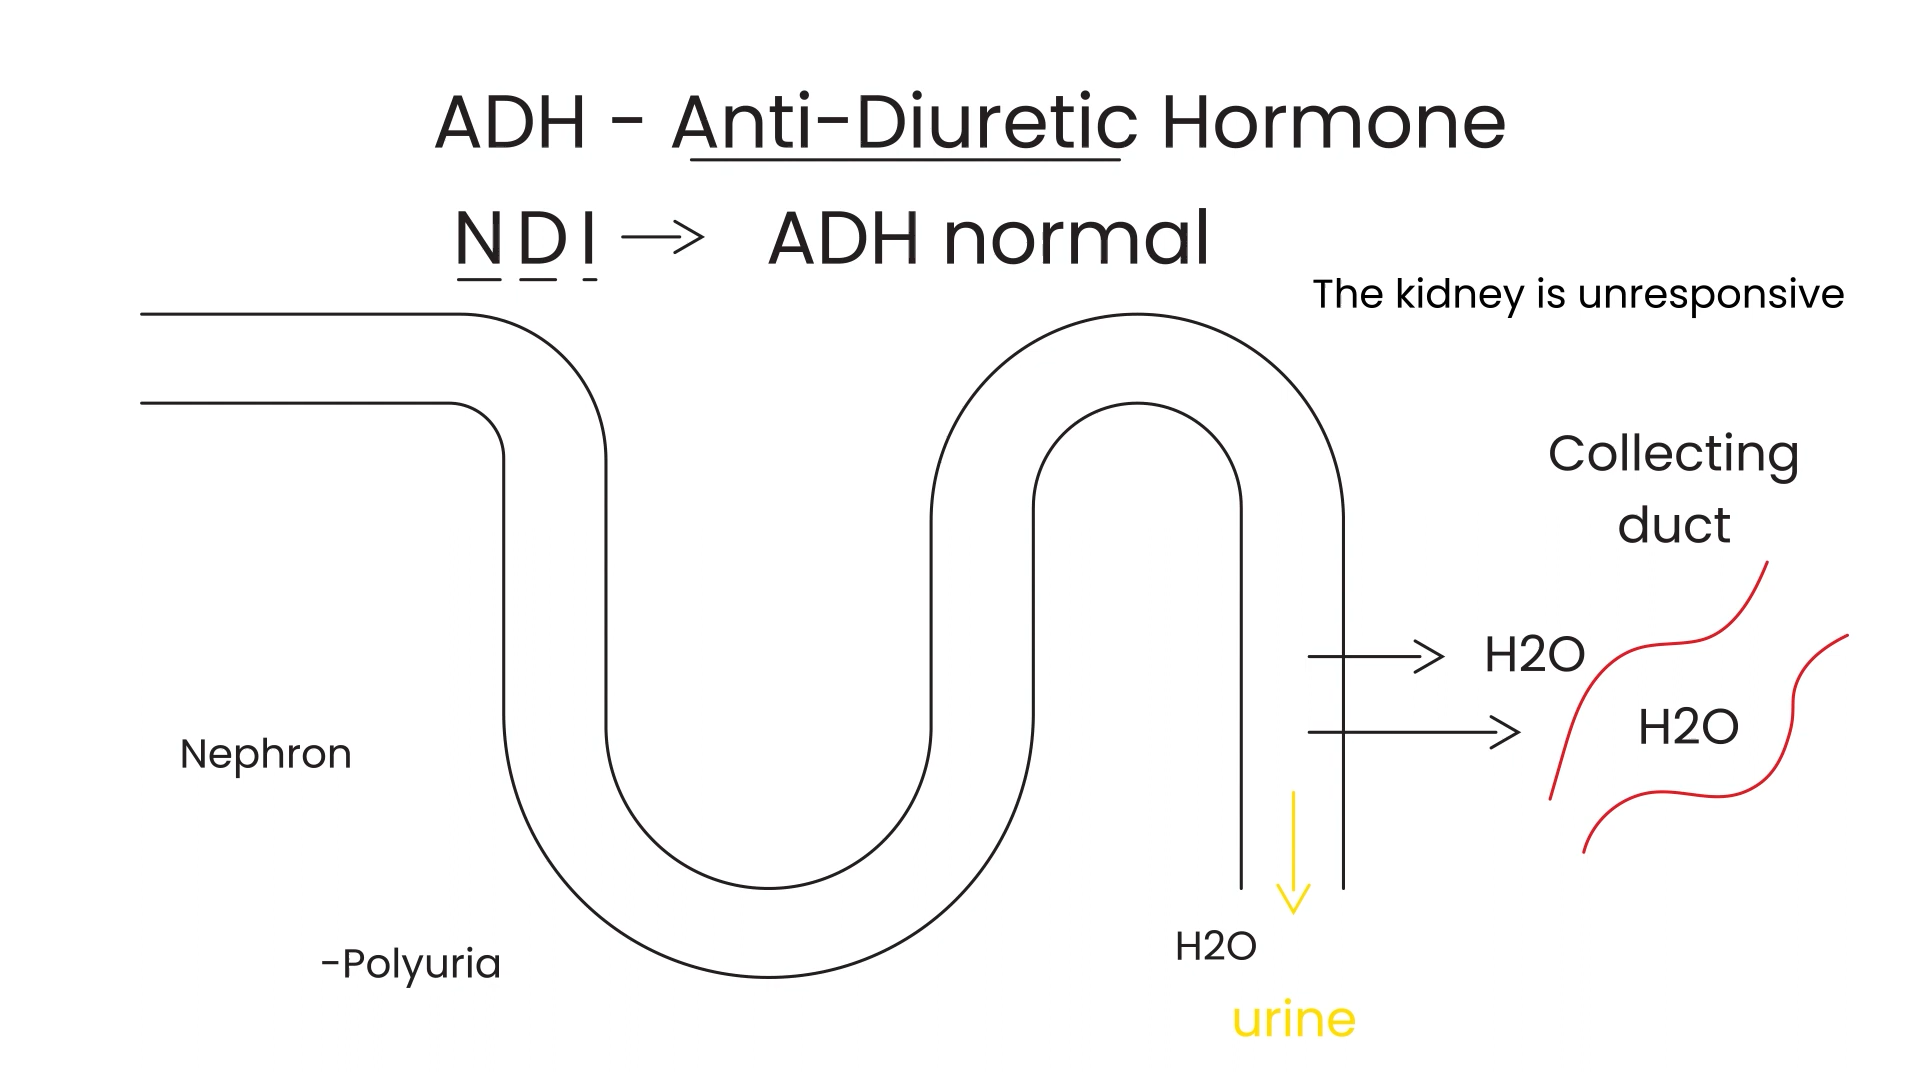 ADH - Anti-Diuretic Hormone
NDI → ADH normal
The kidney is unresponsive
Collecting
duct
H2O
H2O
Nephron
-Polyuria
H2O
urine